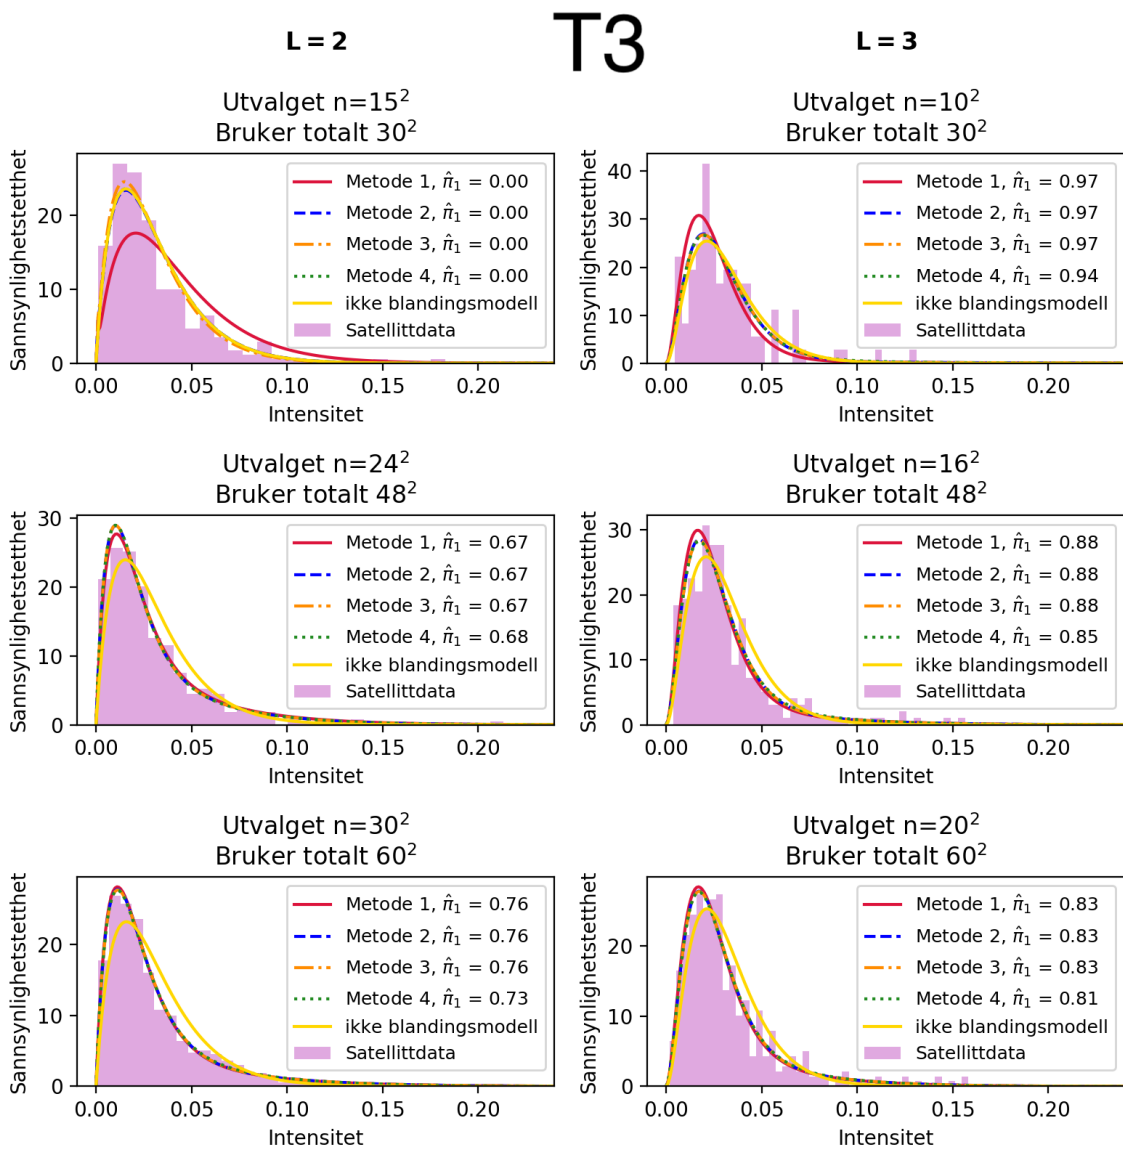 T3
L = 2
L = 3
Utvalget n=15²
Bruker totalt 30²
Sannsynlighetstetthet
20
10
0
Metode 1, π̂₁ = 0.00
Metode 2, π̂₁ = 0.00
Metode 3, π̂₁ = 0.00
Metode 4, π̂₁ = 0.00
ikke blandingsmodell
Satellittdata
0.00 0.05 0.10 0.15 0.20
Intensitet
Utvalget n=10²
Bruker totalt 30²
Sannsynlighetstetthet
40
30
20
10
0
Metode 1, π̂₁ = 0.97
Metode 2, π̂₁ = 0.97
Metode 3, π̂₁ = 0.97
Metode 4, π̂₁ = 0.94
ikke blandingsmodell
Satellittdata
0.00 0.05 0.10 0.15 0.20
Intensitet
Utvalget n=24²
Bruker totalt 48²
Sannsynlighetstetthet
30
20
10
0
Metode 1, π̂₁ = 0.67
Metode 2, π̂₁ = 0.67
Metode 3, π̂₁ = 0.67
Metode 4, π̂₁ = 0.68
ikke blandingsmodell
Satellittdata
0.00 0.05 0.10 0.15 0.20
Intensitet
Utvalget n=16²
Bruker totalt 48²
Sannsynlighetstetthet
30
20
10
0
Metode 1, π̂₁ = 0.88
Metode 2, π̂₁ = 0.88
Metode 3, π̂₁ = 0.88
Metode 4, π̂₁ = 0.85
ikke blandingsmodell
Satellittdata
0.00 0.05 0.10 0.15 0.20
Intensitet
Utvalget n=30²
Bruker totalt 60²
Sannsynlighetstetthet
20
10
0
Metode 1, π̂₁ = 0.76
Metode 2, π̂₁ = 0.76
Metode 3, π̂₁ = 0.76
Metode 4, π̂₁ = 0.73
ikke blandingsmodell
Satellittdata
0.00 0.05 0.10 0.15 0.20
Intensitet
Utvalget n=20²
Bruker totalt 60²
Sannsynlighetstetthet
20
10
0
Metode 1, π̂₁ = 0.83
Metode 2, π̂₁ = 0.83
Metode 3, π̂₁ = 0.83
Metode 4, π̂₁ = 0.81
ikke blandingsmodell
Satellittdata
0.00 0.05 0.10 0.15 0.20
Intensitet